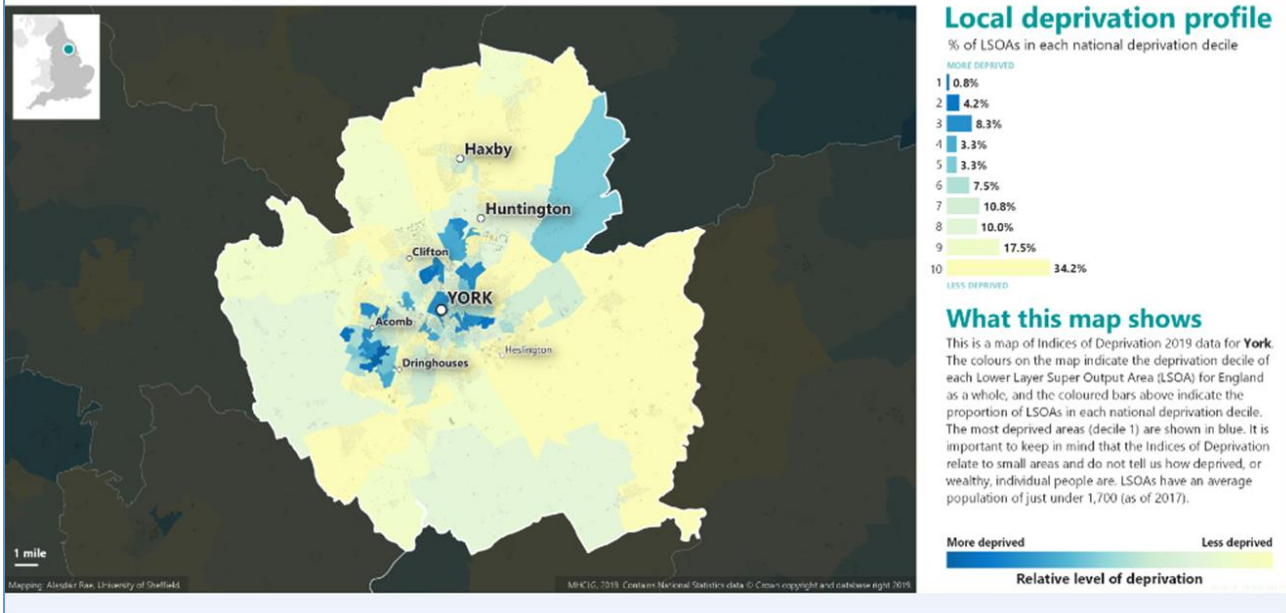 Haxby
Huntington
Clifton
YORK
Acomb
Heslington
Dringhouses
1 mile
Mapping: Alasdair Rae, University of Sheffield.
MHCLG, 2019. Contains National Statistics data © Crown copyright and database right 2019.
Local deprivation profile
% of LSOAs in each national deprivation decile
MORE DEPRIVED
1 0.8%
2 4.2%
3 8.3%
4 3.3%
5 3.3%
6 7.5%
7 10.8%
8 10.0%
9 17.5%
10 34.2%
LESS DEPRIVED
What this map shows
This is a map of Indices of Deprivation 2019 data for York.
The colours on the map indicate the deprivation decile of
each Lower Layer Super Output Area (LSOA) for England
as a whole, and the coloured bars above indicate the
proportion of LSOAs in each national deprivation decile.
The most deprived areas (decile 1) are shown in blue. It is
important to keep in mind that the Indices of Deprivation
relate to small areas and do not tell us how deprived, or
wealthy, individual people are. LSOAs have an average
population of just under 1,700 (as of 2017).
More deprived Less deprived
Relative level of deprivation